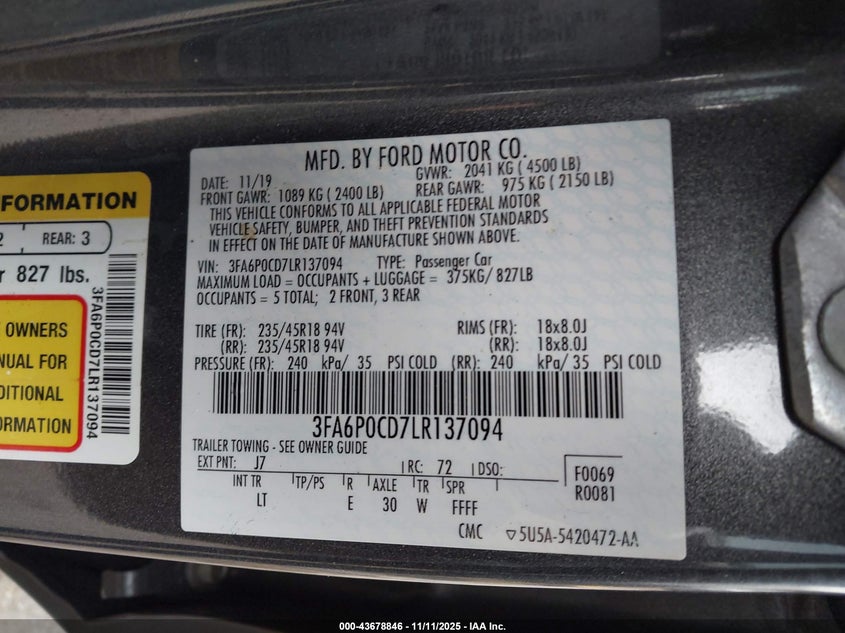 FORMATION
2 REAR: 3
r 827 lbs.
OWNERS
NUAL FOR
DITIONAL
ORMATION
3FA6P0CD7LR137094
MFD. BY FORD MOTOR CO.
DATE: 11/19 GVWR: 2041 KG ( 4500 LB)
FRONT GAWR: 1089 KG ( 2400 LB) REAR GAWR: 975 KG ( 2150 LB)
THIS VEHICLE CONFORMS TO ALL APPLICABLE FEDERAL MOTOR
VEHICLE SAFETY, BUMPER, AND THEFT PREVENTION STANDARDS
IN EFFECT ON THE DATE OF MANUFACTURE SHOWN ABOVE.
VIN: 3FA6P0CD7LR137094 TYPE: Passenger Car
MAXIMUM LOAD = OCCUPANTS + LUGGAGE = 375KG/ 827LB
OCCUPANTS = 5 TOTAL; 2 FRONT, 3 REAR
TIRE (FR): 235/45R18 94V RIMS (FR): 18x8.0J
(RR): 235/45R18 94V (RR): 18x8.0J
PRESSURE (FR): 240 kPa/ 35 PSI COLD (RR): 240 kPa/ 35 PSI COLD
3FA6P0CD7LR137094
TRAILER TOWING - SEE OWNER GUIDE
EXT PNT: J7 RC: 72 DSO: F0069
INT TR TP/PS R AXLE TR SPR R0081
LT E 30 W FFFF
CMC ▽5U5A-5420472-AA
000-43678846 - 11/11/2025 - IAA Inc.